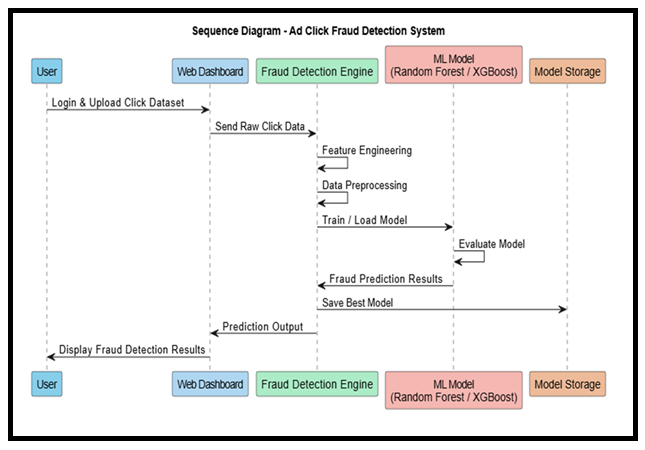 Sequence Diagram - Ad Click Fraud Detection System
User
Web Dashboard
Fraud Detection Engine
ML Model
(Random Forest / XGBoost)
Model Storage
Login & Upload Click Dataset
Send Raw Click Data
Feature Engineering
Data Preprocessing
Train / Load Model
Evaluate Model
Fraud Prediction Results
Save Best Model
Prediction Output
Display Fraud Detection Results
User
Web Dashboard
Fraud Detection Engine
ML Model
(Random Forest / XGBoost)
Model Storage